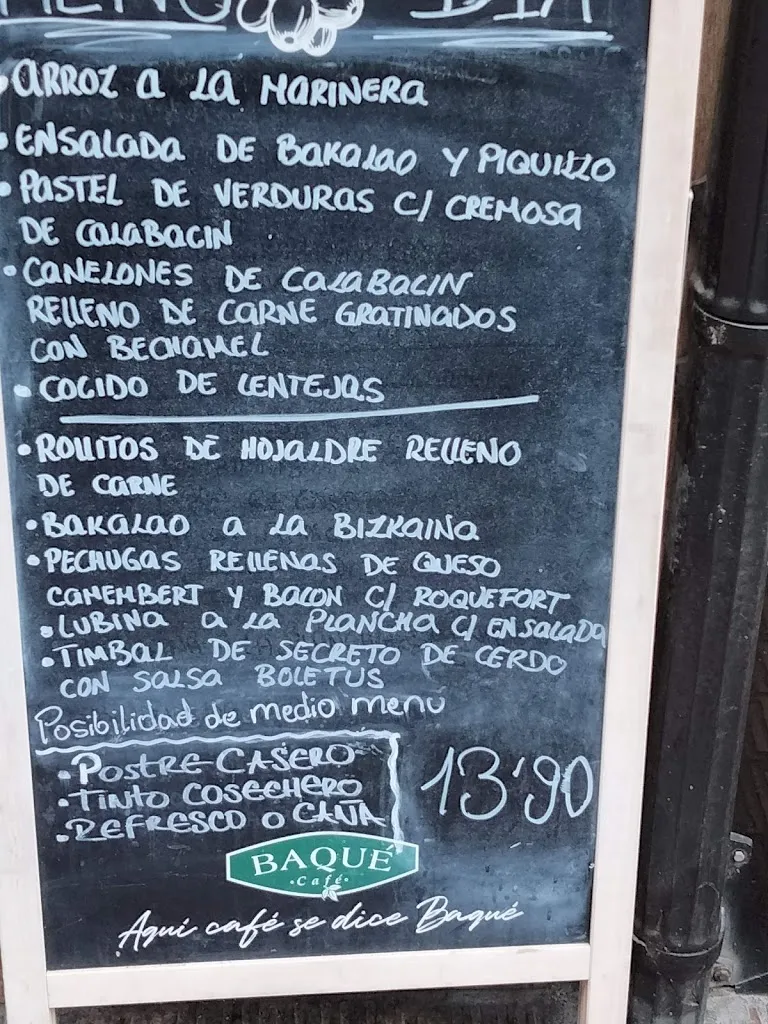 MENÚ DIA
• ARROZ A LA MARINERA
• ENSALADA DE BAKALAO Y PIQUILLO
• PASTEL DE VERDURAS C/ CREMOSA
DE CALABACIN
• CANELONES DE CALABACIN
RELLENO DE CARNE GRATINADOS
CON BECHAMEL
• COCIDO DE LENTEJAS
• ROLLITOS DE HOJALDRE RELLENO
DE CARNE
• BAKALAO A LA BIZKAINA
• PECHUGAS RELLENAS DE QUESO
CAMEMBERT Y BACON C/ ROQUEFORT
• LUBINA A LA PLANCHA C/ ENSALADA
• TIMBAL DE SECRETO DE CERDO
CON SALSA BOLETUS
Posibilidad de medio menu
• POSTRE CASERO
• TINTO COSECHERO
• REFRESCO O CAÑA
13'90
BAQUÉ
• Café •
Aquí café se dice Baqué